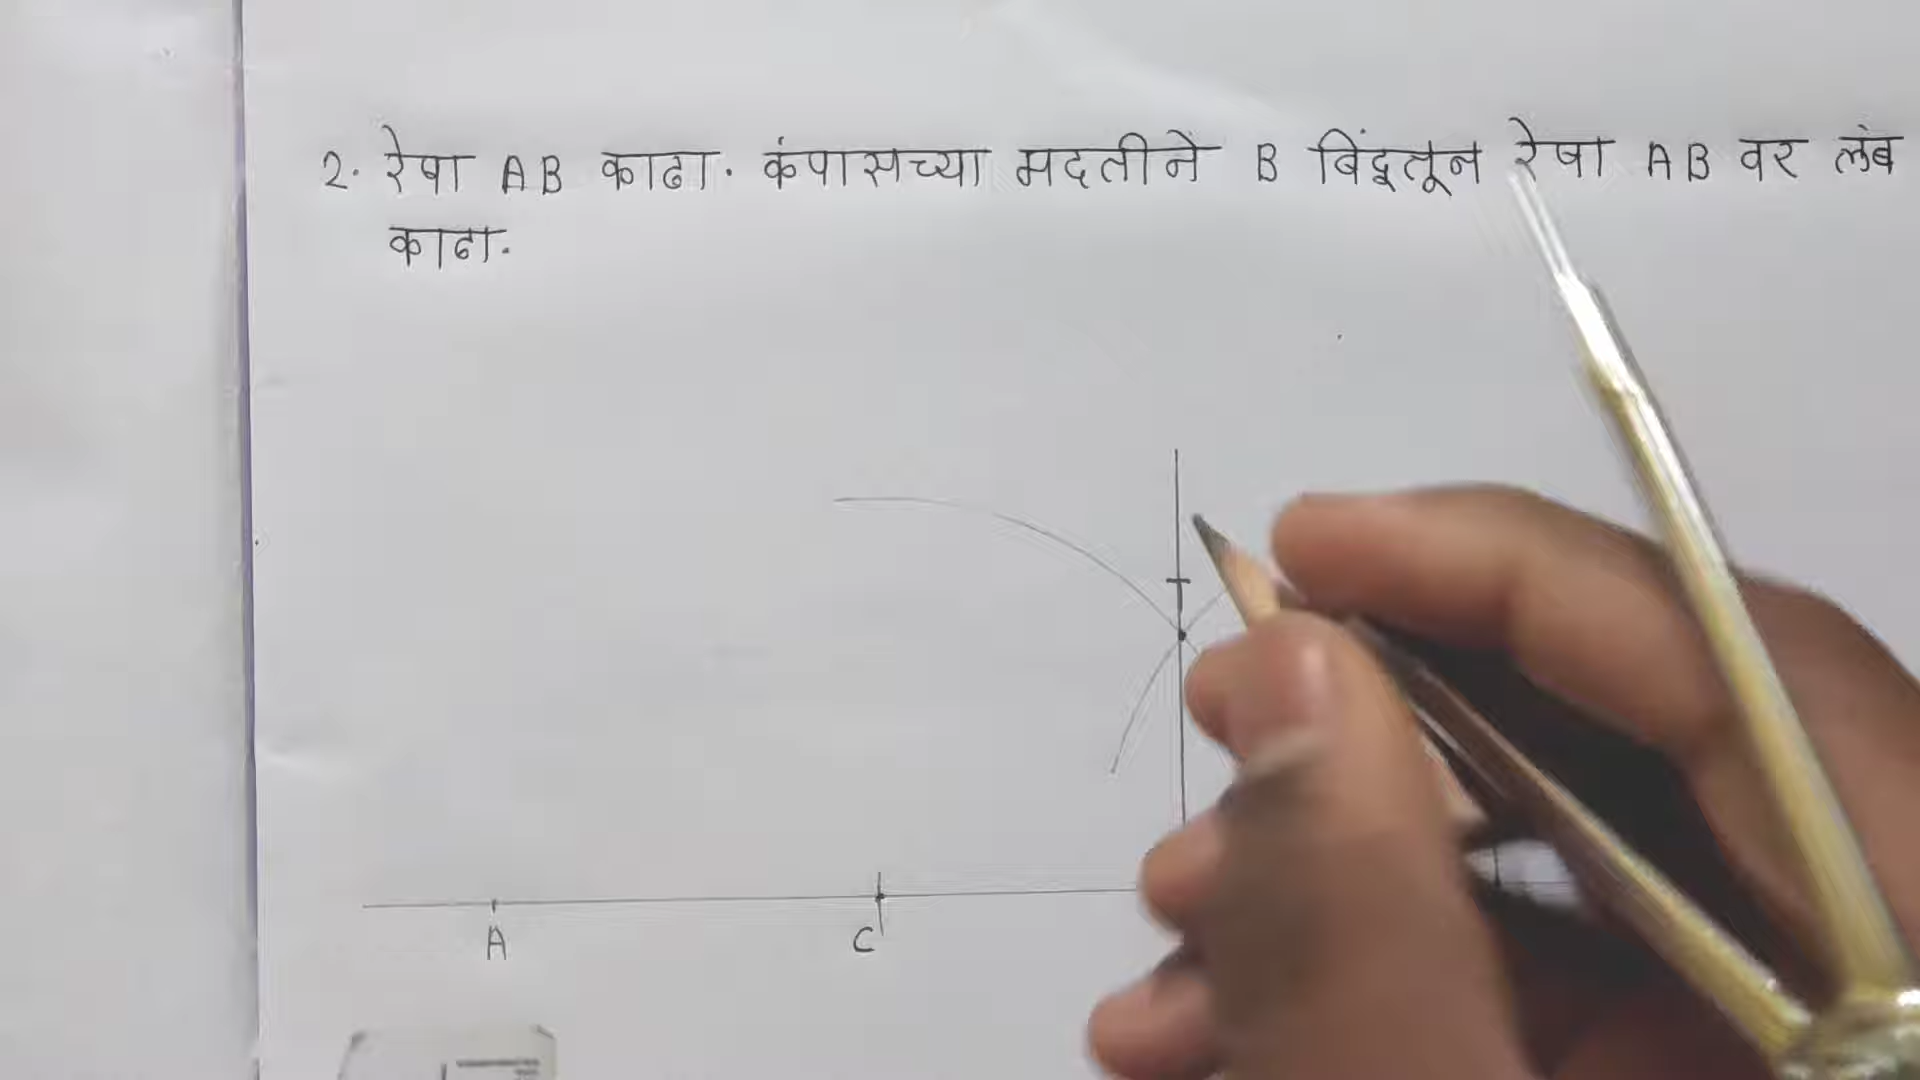 2. रेषा AB काढा. कंपासच्या मदतीने B बिंदूतून रेषा AB वर लंब
काढा.
T
A
C